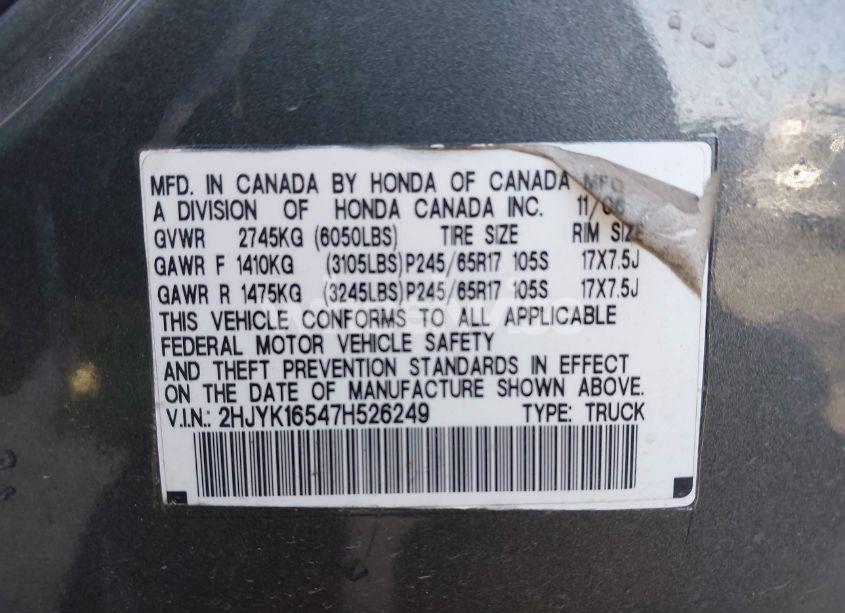 MFD. IN CANADA BY HONDA OF CANADA MFG
A DIVISION OF HONDA CANADA INC. 11/06
GVWR 2745KG (6050LBS) TIRE SIZE RIM SIZE
GAWR F 1410KG (3105LBS) P245/65R17 105S 17X7.5J
GAWR R 1475KG (3245LBS) P245/65R17 105S 17X7.5J
THIS VEHICLE CONFORMS TO ALL APPLICABLE
FEDERAL MOTOR VEHICLE SAFETY
AND THEFT PREVENTION STANDARDS IN EFFECT
ON THE DATE OF MANUFACTURE SHOWN ABOVE.
V.I.N.: 2HJYK16547H526249 TYPE: TRUCK